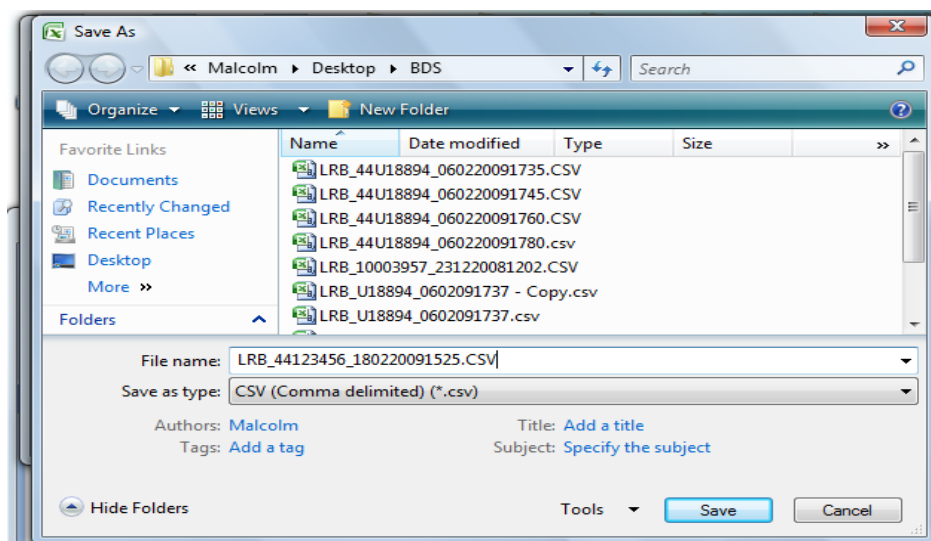 Save As
« Malcolm ▸ Desktop ▸ BDS Search
Organize Views New Folder
Favorite Links
Documents
Recently Changed
Recent Places
Desktop
More »
Folders
Name Date modified Type Size »
LRB_44U18894_060220091735.CSV
LRB_44U18894_060220091745.CSV
LRB_44U18894_060220091760.CSV
LRB_44U18894_060220091780.csv
LRB_10003957_231220081202.CSV
LRB_U18894_0602091737 - Copy.csv
LRB_U18894_0602091737.csv
File name: LRB_44123456_180220091525.CSV
Save as type: CSV (Comma delimited) (*.csv)
Authors: Malcolm Title: Add a title
Tags: Add a tag Subject: Specify the subject
Hide Folders Tools Save Cancel